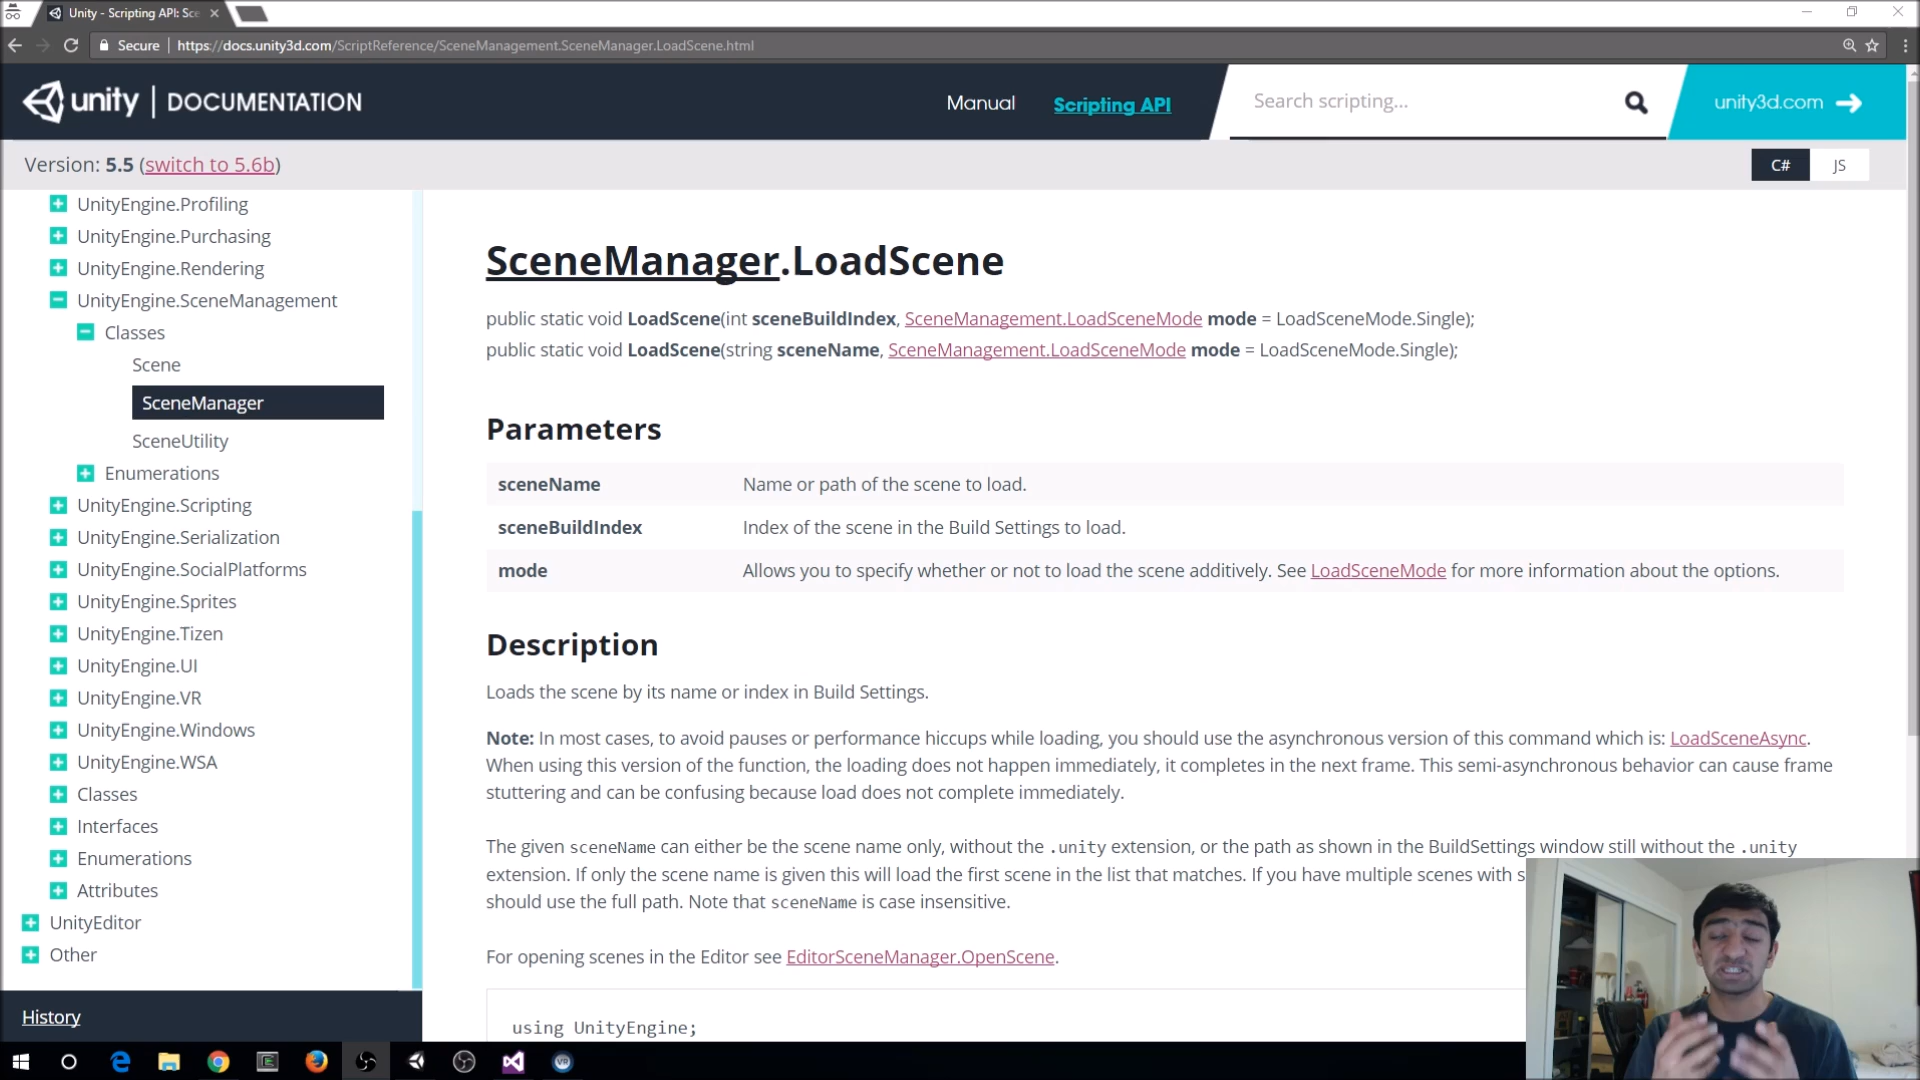 Unity - Scripting API: Sce
Secure | https://docs.unity3d.com/ScriptReference/SceneManagement.SceneManager.LoadScene.html
unity | DOCUMENTATION
Manual
Scripting API
Search scripting...
unity3d.com
Version: 5.5 (switch to 5.6b)
C#
JS
UnityEngine.Profiling
UnityEngine.Purchasing
UnityEngine.Rendering
UnityEngine.SceneManagement
Classes
Scene
SceneManager
SceneUtility
Enumerations
UnityEngine.Scripting
UnityEngine.Serialization
UnityEngine.SocialPlatforms
UnityEngine.Sprites
UnityEngine.Tizen
UnityEngine.UI
UnityEngine.VR
UnityEngine.Windows
UnityEngine.WSA
Classes
Interfaces
Enumerations
Attributes
UnityEditor
Other
History
SceneManager.LoadScene
public static void LoadScene(int sceneBuildIndex, SceneManagement.LoadSceneMode mode = LoadSceneMode.Single);
public static void LoadScene(string sceneName, SceneManagement.LoadSceneMode mode = LoadSceneMode.Single);
Parameters
sceneName Name or path of the scene to load.
sceneBuildIndex Index of the scene in the Build Settings to load.
mode Allows you to specify whether or not to load the scene additively. See LoadSceneMode for more information about the options.
Description
Loads the scene by its name or index in Build Settings.
Note: In most cases, to avoid pauses or performance hiccups while loading, you should use the asynchronous version of this command which is: LoadSceneAsync.
When using this version of the function, the loading does not happen immediately, it completes in the next frame. This semi-asynchronous behavior can cause frame
stuttering and can be confusing because load does not complete immediately.
The given sceneName can either be the scene name only, without the .unity extension, or the path as shown in the BuildSettings window still without the .unity
extension. If only the scene name is given this will load the first scene in the list that matches. If you have multiple scenes with s
should use the full path. Note that sceneName is case insensitive.
For opening scenes in the Editor see EditorSceneManager.OpenScene.
using UnityEngine;
VR